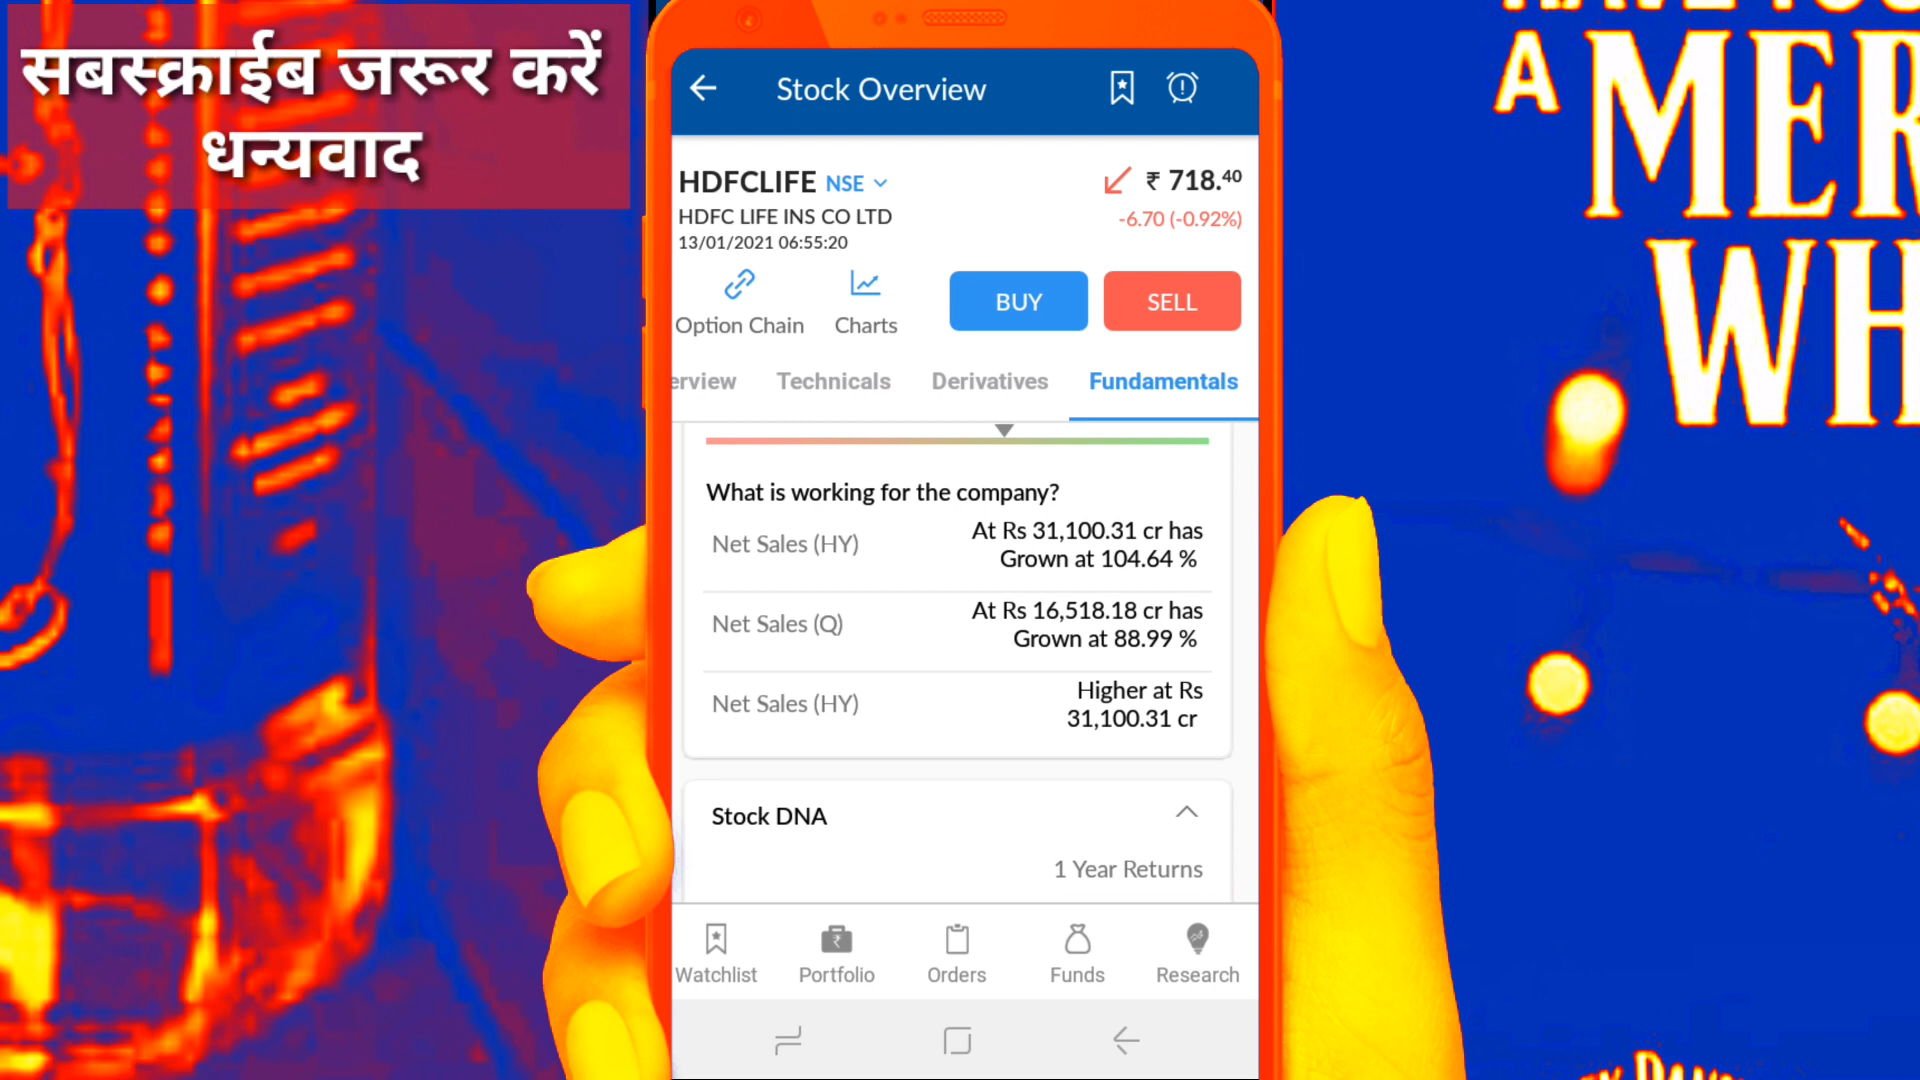 सबस्क्राईब जरूर करें
धन्यवाद
A
MER
WH
Stock Overview
HDFCLIFE NSE
₹ 718.40
HDFC LIFE INS CO LTD
-6.70 (-0.92%)
13/01/2021 06:55:20
Option Chain
Charts
BUY
SELL
erview
Technicals
Derivatives
Fundamentals
What is working for the company?
Net Sales (HY)
At Rs 31,100.31 cr has
Grown at 104.64 %
Net Sales (Q)
At Rs 16,518.18 cr has
Grown at 88.99 %
Net Sales (HY)
Higher at Rs
31,100.31 cr
Stock DNA
1 Year Returns
Watchlist
Portfolio
Orders
Funds
Research